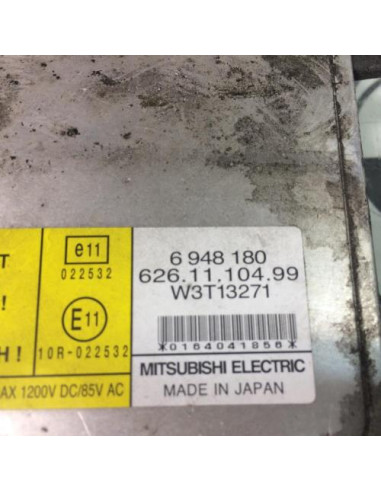 T
!
H!
e11
022532
E11
10R-022532
AX 1200V DC/85V AC
6 948 180
626.11.104.99
W3T13271
*0164041856*
MITSUBISHI ELECTRIC
MADE IN JAPAN